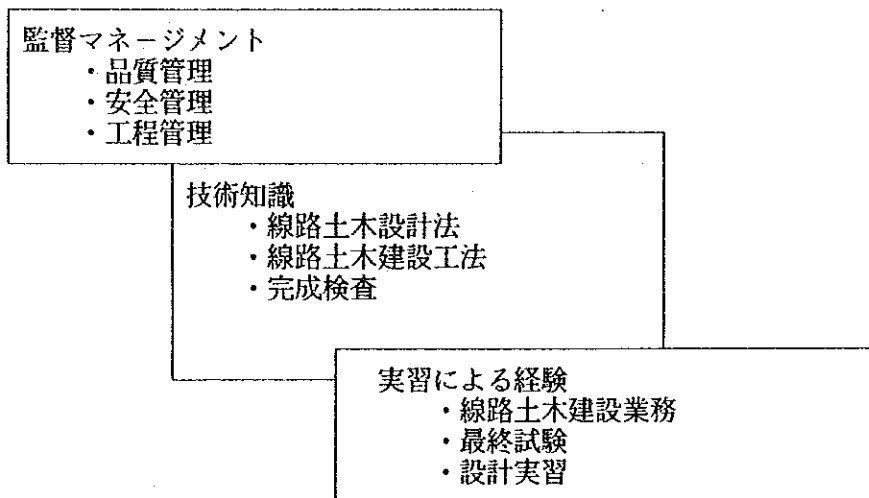 監督マネージメント
・品質管理
・安全管理
・工程管理
技術知識
・線路土木設計法
・線路土木建設工法
・完成検査
実習による経験
・線路土木建設業務
・最終試験
・設計実習